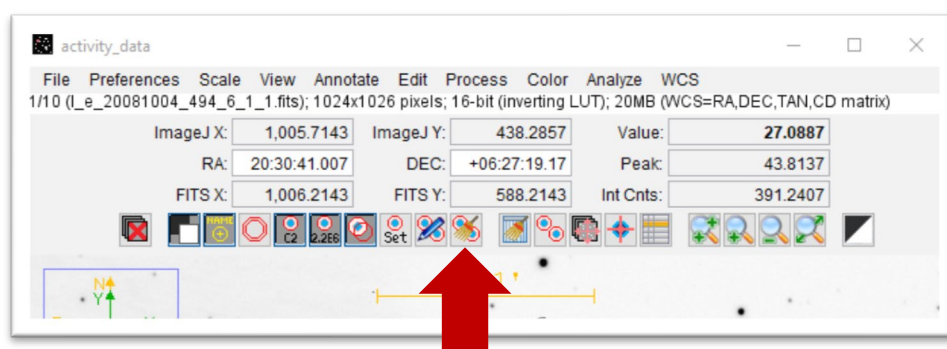 activity_data
File Preferences Scale View Annotate Edit Process Color Analyze WCS
1/10 (I_e_20081004_494_6_1_1.fits); 1024x1026 pixels; 16-bit (inverting LUT); 20MB (WCS=RA,DEC,TAN,CD matrix)
ImageJ X: 1,005.7143 ImageJ Y: 438.2857 Value: 27.0887
RA: 20:30:41.007 DEC: +06:27:19.17 Peak: 43.8137
FITS X: 1,006.2143 FITS Y: 588.2143 Int Cnts: 391.2407
NAME C2 2.2E6 Set
N
Y